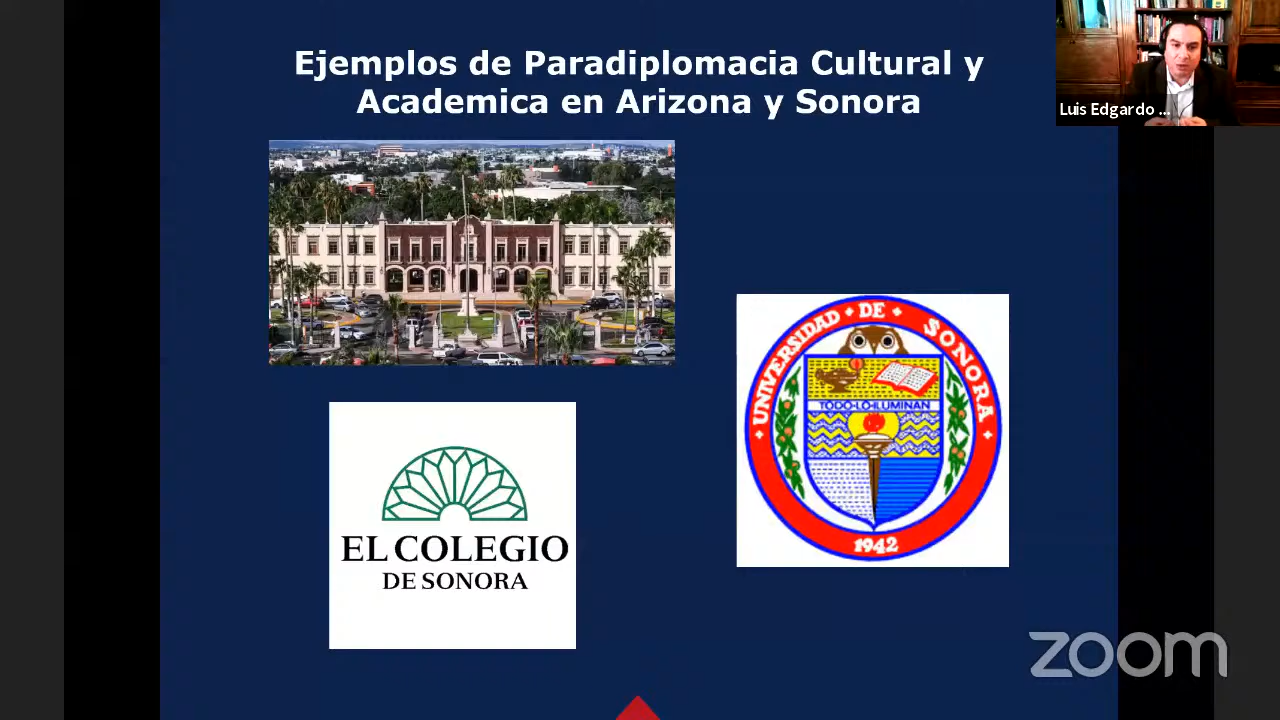 Ejemplos de Paradiplomacia Cultural y
Academica en Arizona y Sonora
Luis Edgardo ...
UNIVERSIDAD DE SONORA
TODO·LO·ILUMINAN
1942
EL COLEGIO
DE SONORA
zoom